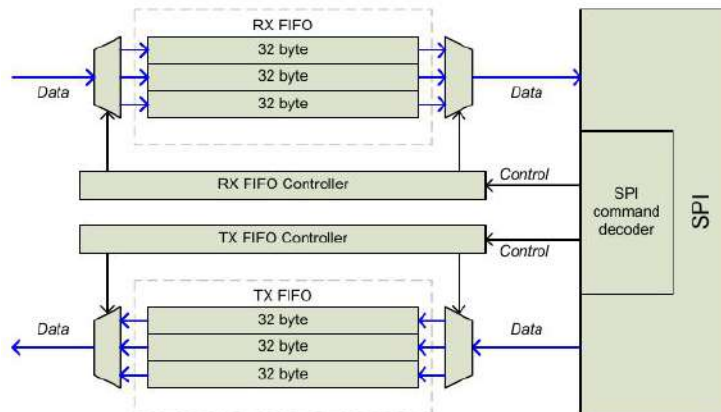 RX FIFO
32 byte
32 byte
32 byte
Data
Data
RX FIFO Controller
Control
SPI
command
decoder
SPI
TX FIFO Controller
Control
TX FIFO
32 byte
32 byte
32 byte
Data
Data